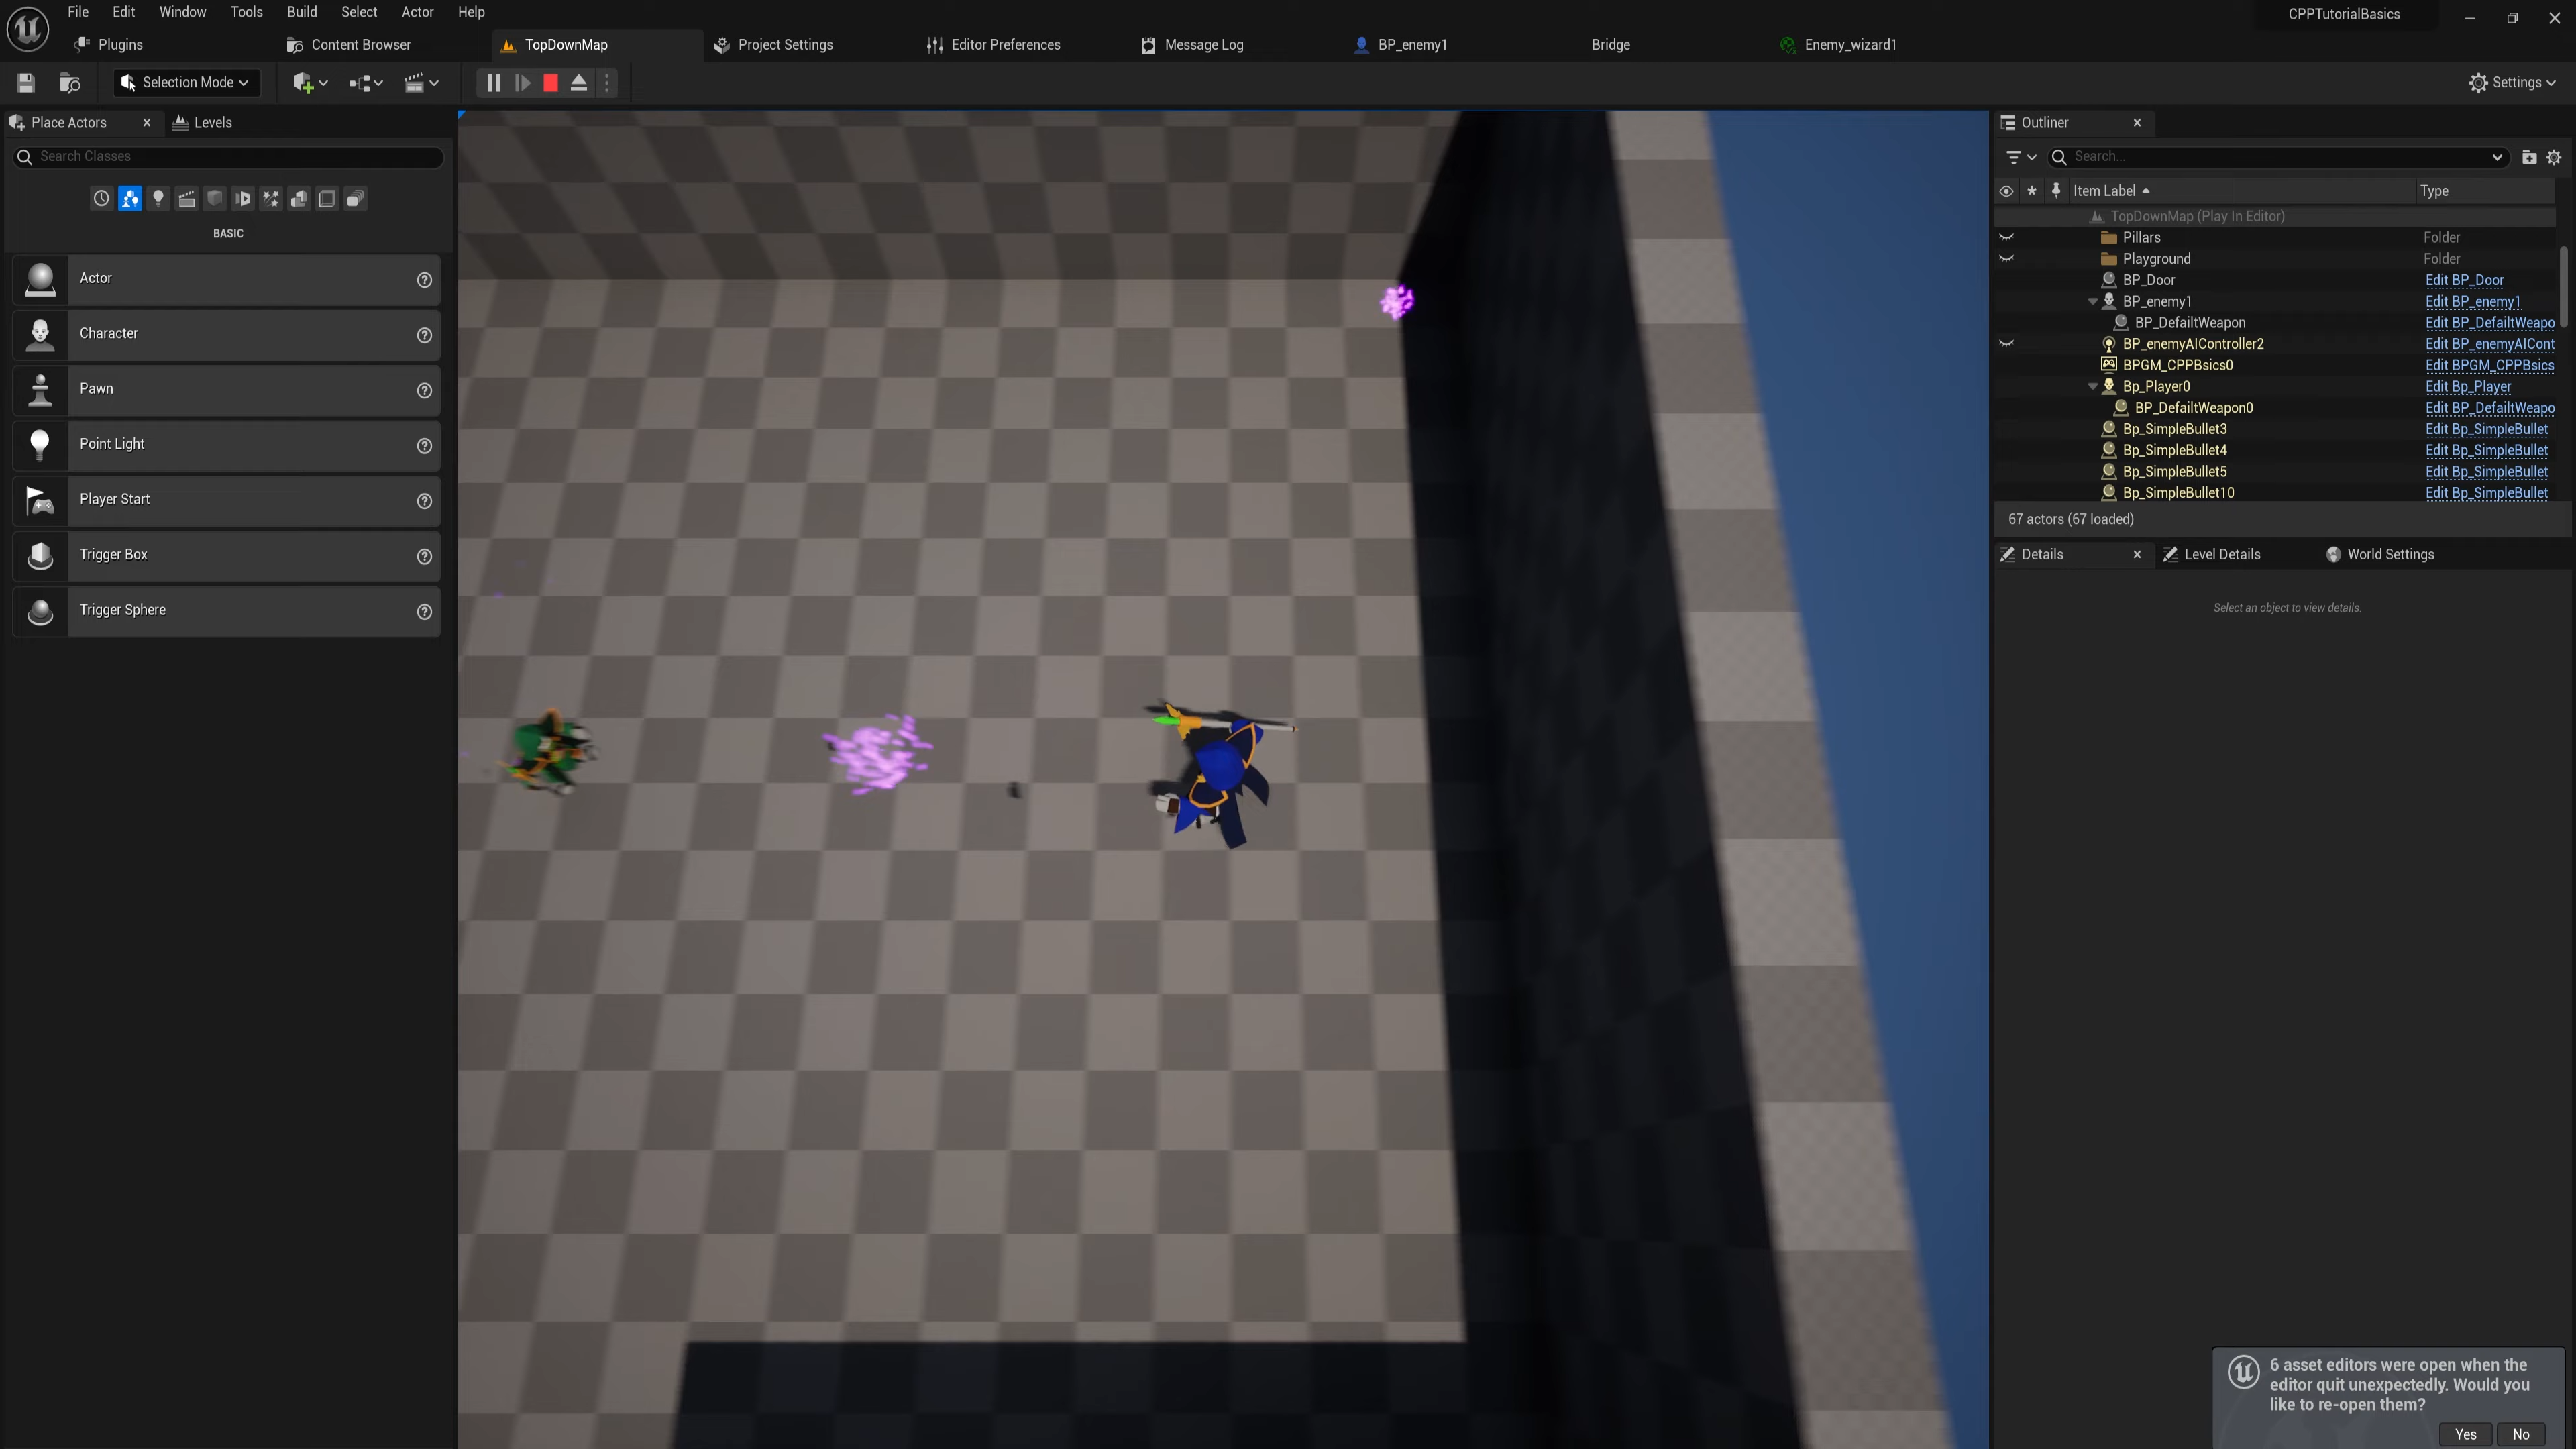 File Edit Window Tools Build Select Actor Help
CPPTutorialBasics
Plugins Content Browser TopDownMap Project Settings Editor Preferences Message Log BP_enemy1 Bridge Enemy_wizard1
Selection Mode
Settings
Place Actors
Levels
Search Classes
BASIC
Actor
Character
Pawn
Point Light
Player Start
Trigger Box
Trigger Sphere
Outliner
Search...
Item Label Type
TopDownMap (Play In Editor)
Pillars Folder
Playground Folder
BP_Door Edit BP_Door
BP_enemy1 Edit BP_enemy1
BP_DefailtWeapon Edit BP_DefailtWeapo
BP_enemyAIController2 Edit BP_enemyAICont
BPGM_CPPBsics0 Edit BPGM_CPPBsics
Bp_Player0 Edit Bp_Player
BP_DefailtWeapon0 Edit BP_DefailtWeapo
Bp_SimpleBullet3 Edit Bp_SimpleBullet
Bp_SimpleBullet4 Edit Bp_SimpleBullet
Bp_SimpleBullet5 Edit Bp_SimpleBullet
Bp_SimpleBullet10 Edit Bp_SimpleBullet
67 actors (67 loaded)
Details Level Details World Settings
Select an object to view details.
6 asset editors were open when the
editor quit unexpectedly. Would you
like to re-open them?
Yes No